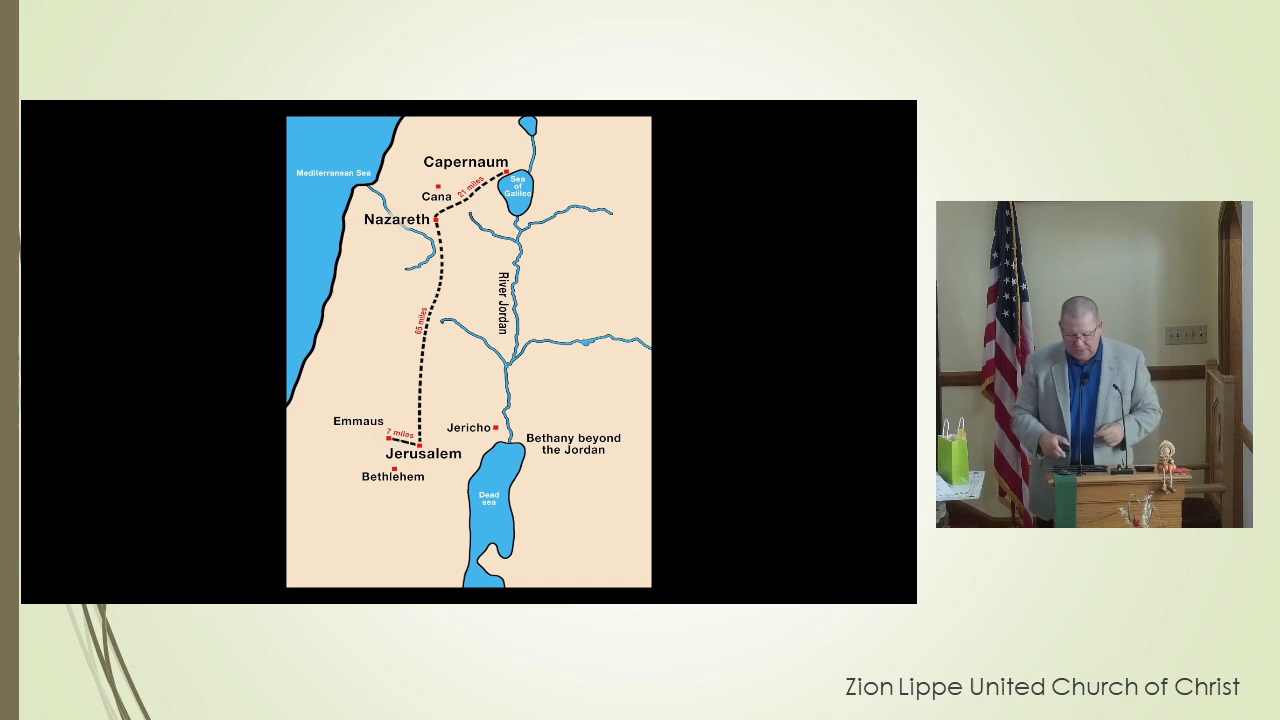 Capernaum
Mediterranean Sea
Sea
of
Galilee
21 miles
Cana
Nazareth
River Jordan
65 miles
Emmaus
7 miles
Jericho
Jerusalem
Bethany beyond
the Jordan
Bethlehem
Dead
sea
Zion Lippe United Church of Christ